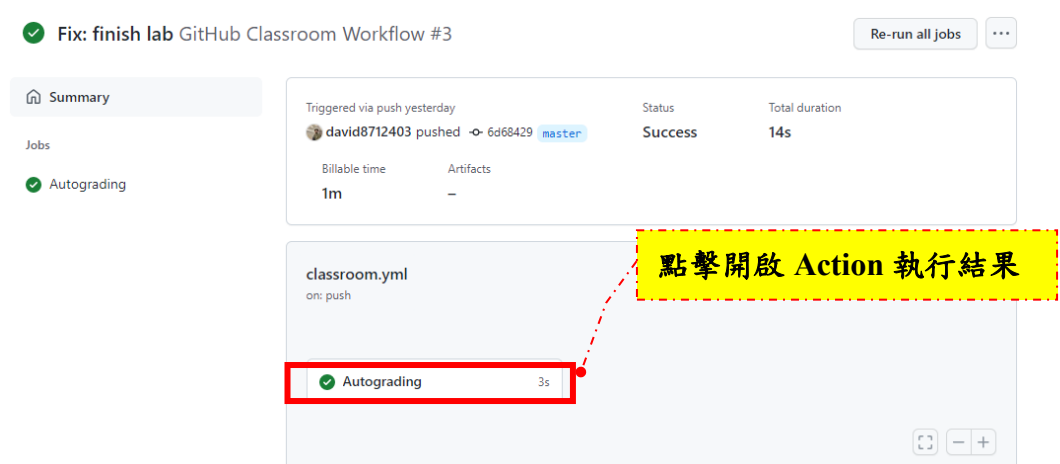 Fix: finish lab GitHub Classroom Workflow #3
Re-run all jobs
...
Summary
Jobs
Autograding
Triggered via push yesterday
david8712403 pushed 6d68429 master
Status
Success
Total duration
14s
Billable time
1m
Artifacts
–
classroom.yml
on: push
點擊開啟 Action 執行結果
Autograding 3s